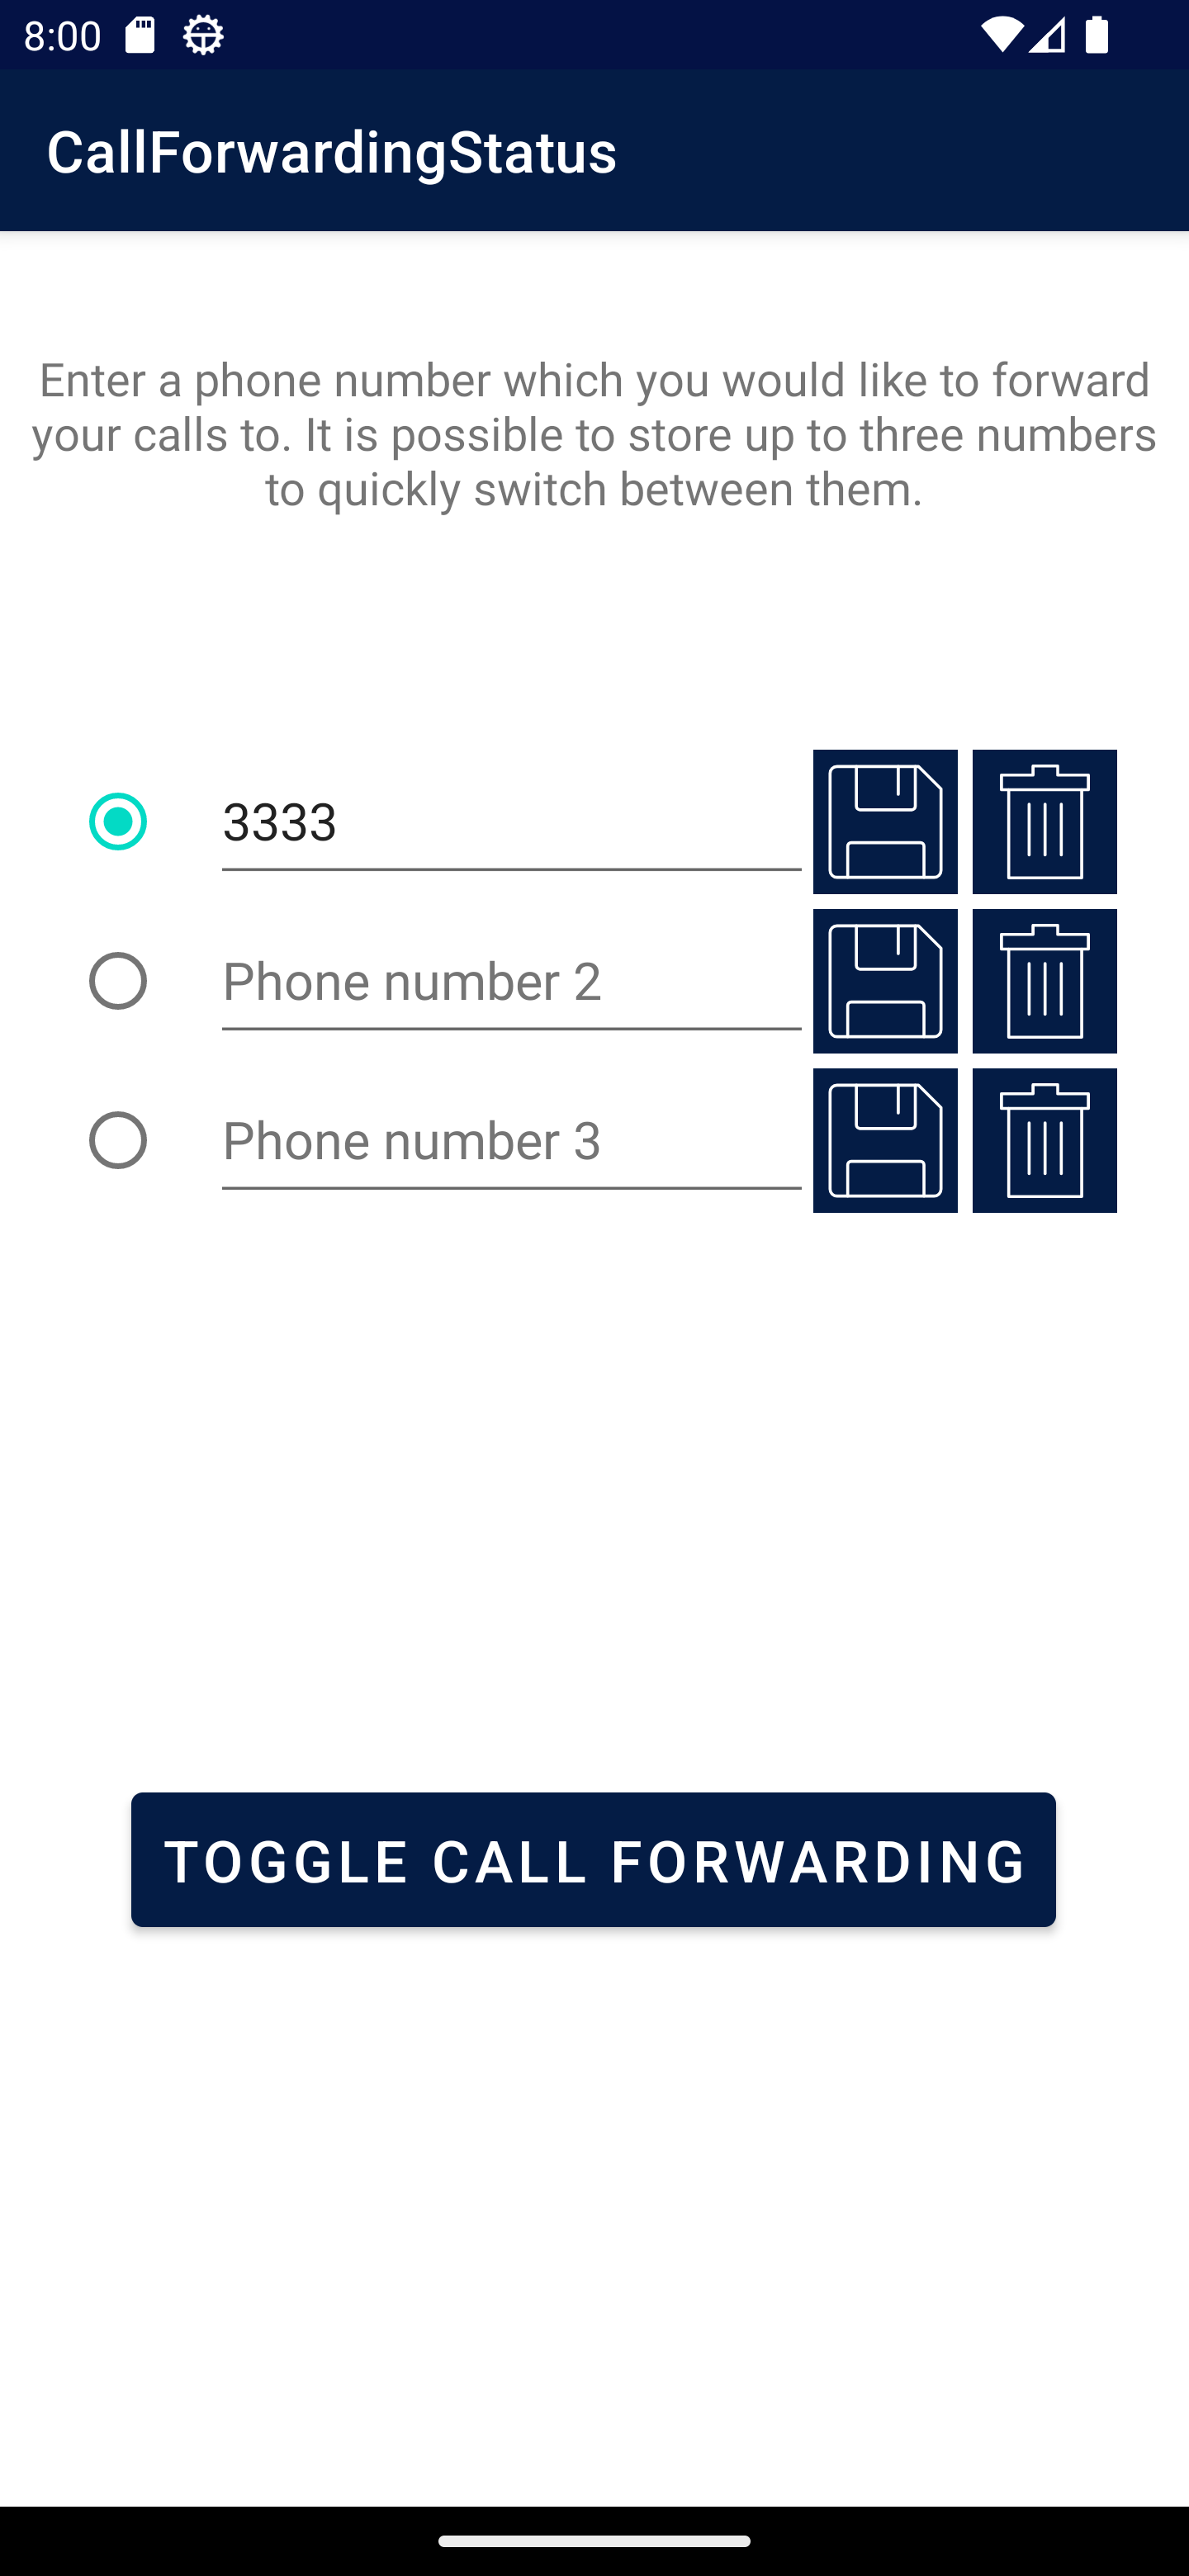 8:00
CallForwardingStatus
Enter a phone number which you would like to forward
your calls to. It is possible to store up to three numbers
to quickly switch between them.
3333
Phone number 2
Phone number 3
TOGGLE CALL FORWARDING